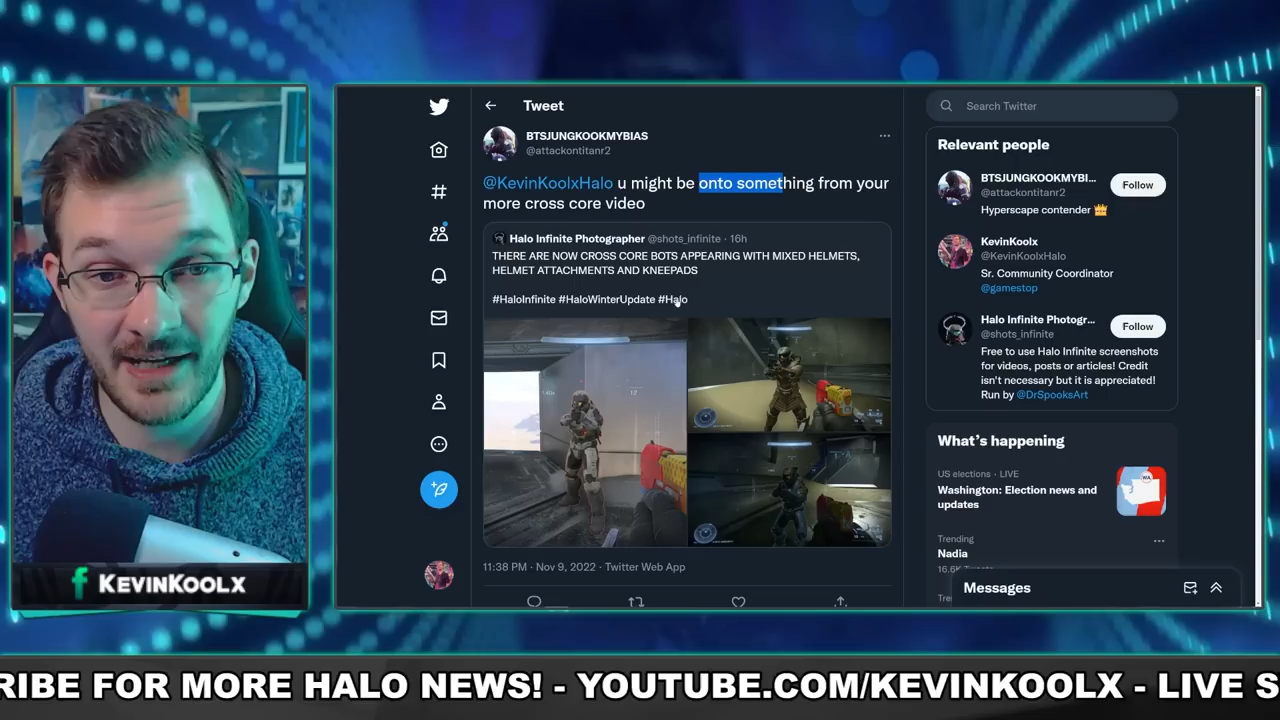 Tweet
BTSJUNGKOOKMYBIAS
@attackontitanr2
@KevinKoolxHalo u might be onto something from your
more cross core video
Halo Infinite Photographer @shots_infinite · 16h
THERE ARE NOW CROSS CORE BOTS APPEARING WITH MIXED HELMETS,
HELMET ATTACHMENTS AND KNEEPADS
#HaloInfinite #HaloWinterUpdate #Halo
11:38 PM · Nov 9, 2022 · Twitter Web App
Search Twitter
Relevant people
BTSJUNGKOOKMYBI...
@attackontitanr2
Follow
Hyperscape contender 👑
KevinKoolx
@KevinKoolxHalo
Sr. Community Coordinator
@gamestop
Halo Infinite Photogr...
@shots_infinite
Follow
Free to use Halo Infinite screenshots
for videos, posts or articles! Credit
isn't necessary but it is appreciated!
Run by @DrSpooksArt
What's happening
US elections · LIVE
Washington: Election news and
updates
Trending
Nadia
Messages
KEVINKOOLX
RIBE FOR MORE HALO NEWS! - YOUTUBE.COM/KEVINKOOLX - LIVE S